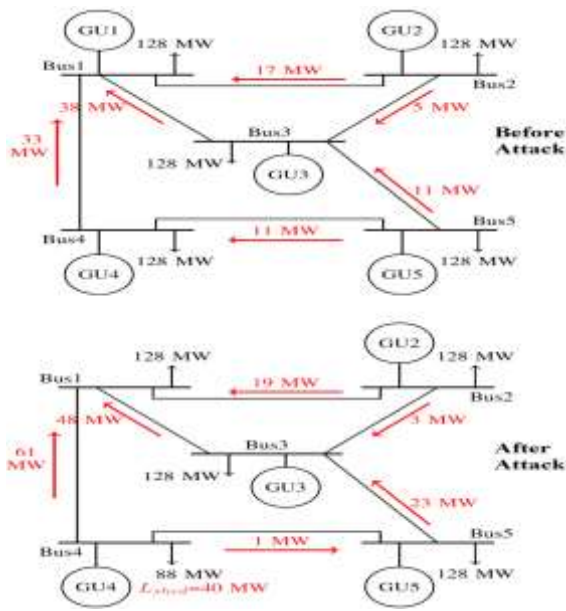 GU1
GU2
128 MW
128 MW
Bus1
17 MW
Bus2
38 MW
5 MW
33
MW
Bus3
Before
Attack
128 MW
GU3
11 MW
Bus4
11 MW
Bus5
128 MW
128 MW
GU4
GU5
GU2
128 MW
128 MW
Bus1
19 MW
Bus2
48 MW
3 MW
61
MW
Bus3
After
Attack
128 MW
GU3
23 MW
Bus4
1 MW
Bus5
88 MW
128 MW
GU4
L_shed=40 MW
GU5